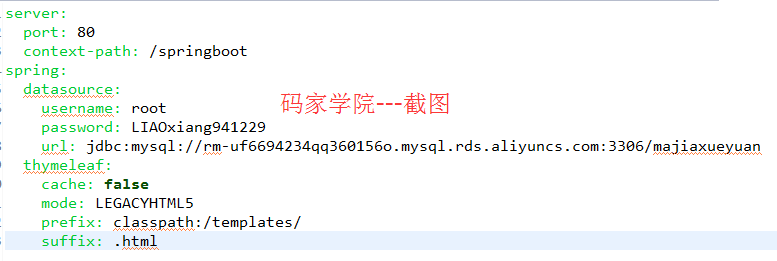 server:
  port: 80
  context-path: /springboot
spring:
  datasource:
    username: root
码家学院---截图
    password: LIAOxiang941229
    url: jdbc:mysql://rm-uf6694234qq360156o.mysql.rds.aliyuncs.com:3306/majiaxueyuan
  thymeleaf:
    cache: false
    mode: LEGACYHTML5
    prefix: classpath:/templates/
    suffix: .html